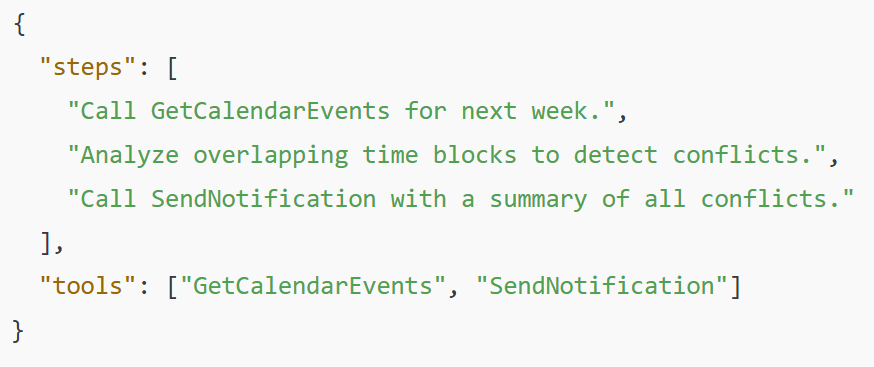 {
  "steps": [
    "Call GetCalendarEvents for next week.",
    "Analyze overlapping time blocks to detect conflicts.",
    "Call SendNotification with a summary of all conflicts."
  ],
  "tools": ["GetCalendarEvents", "SendNotification"]
}